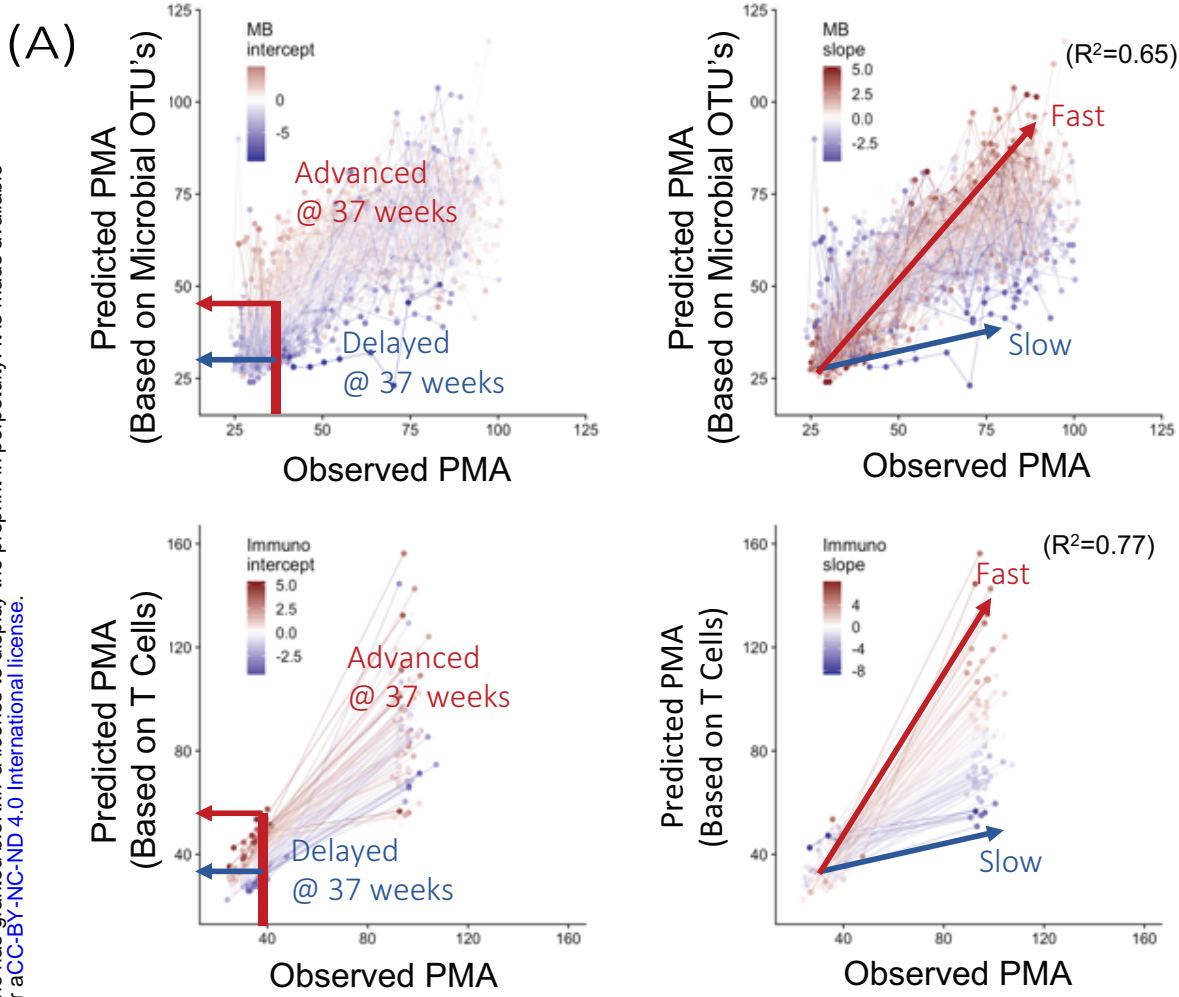 (A)
125
100
75
50
25
25 50 75 100 125
MB
intercept
0
-5
Advanced
@ 37 weeks
Delayed
@ 37 weeks
Predicted PMA
(Based on Microbial OTU's)
Observed PMA
125
00
75
50
25
25 50 75 100 125
MB
slope
5.0
2.5
0.0
-2.5
(R²=0.65)
Fast
Slow
Predicted PMA
(Based on Microbial OTU's)
Observed PMA
160
120
80
40
40 80 120 160
Immuno
intercept
5.0
2.5
0.0
-2.5
Advanced
@ 37 weeks
Delayed
@ 37 weeks
Predicted PMA
(Based on T Cells)
Observed PMA
160
120
80
40
40 80 120 160
Immuno
slope
4
0
-4
-8
(R²=0.77)
Fast
Slow
Predicted PMA
(Based on T Cells)
Observed PMA
aCC-BY-NC-ND 4.0 International license.